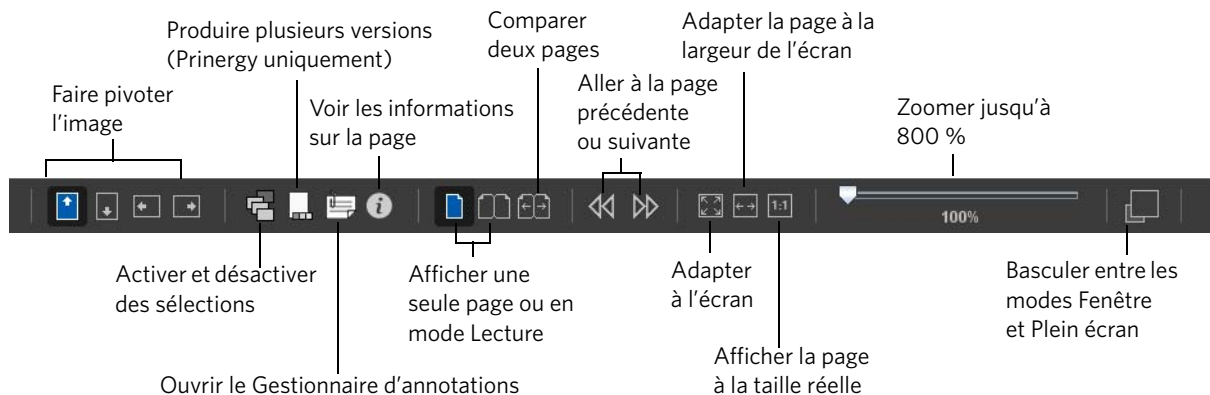 Produire plusieurs versions
(Prinergy uniquement)
Comparer
deux pages
Adapter la page à la
largeur de l'écran
Faire pivoter
l'image
Voir les informations
sur la page
Aller à la page
précédente
ou suivante
Zoomer jusqu'à
800 %
1:1
100%
Activer et désactiver
des sélections
Afficher une
seule page ou en
mode Lecture
Adapter
à l'écran
Basculer entre les
modes Fenêtre
et Plein écran
Ouvrir le Gestionnaire d'annotations
Afficher la page
à la taille réelle